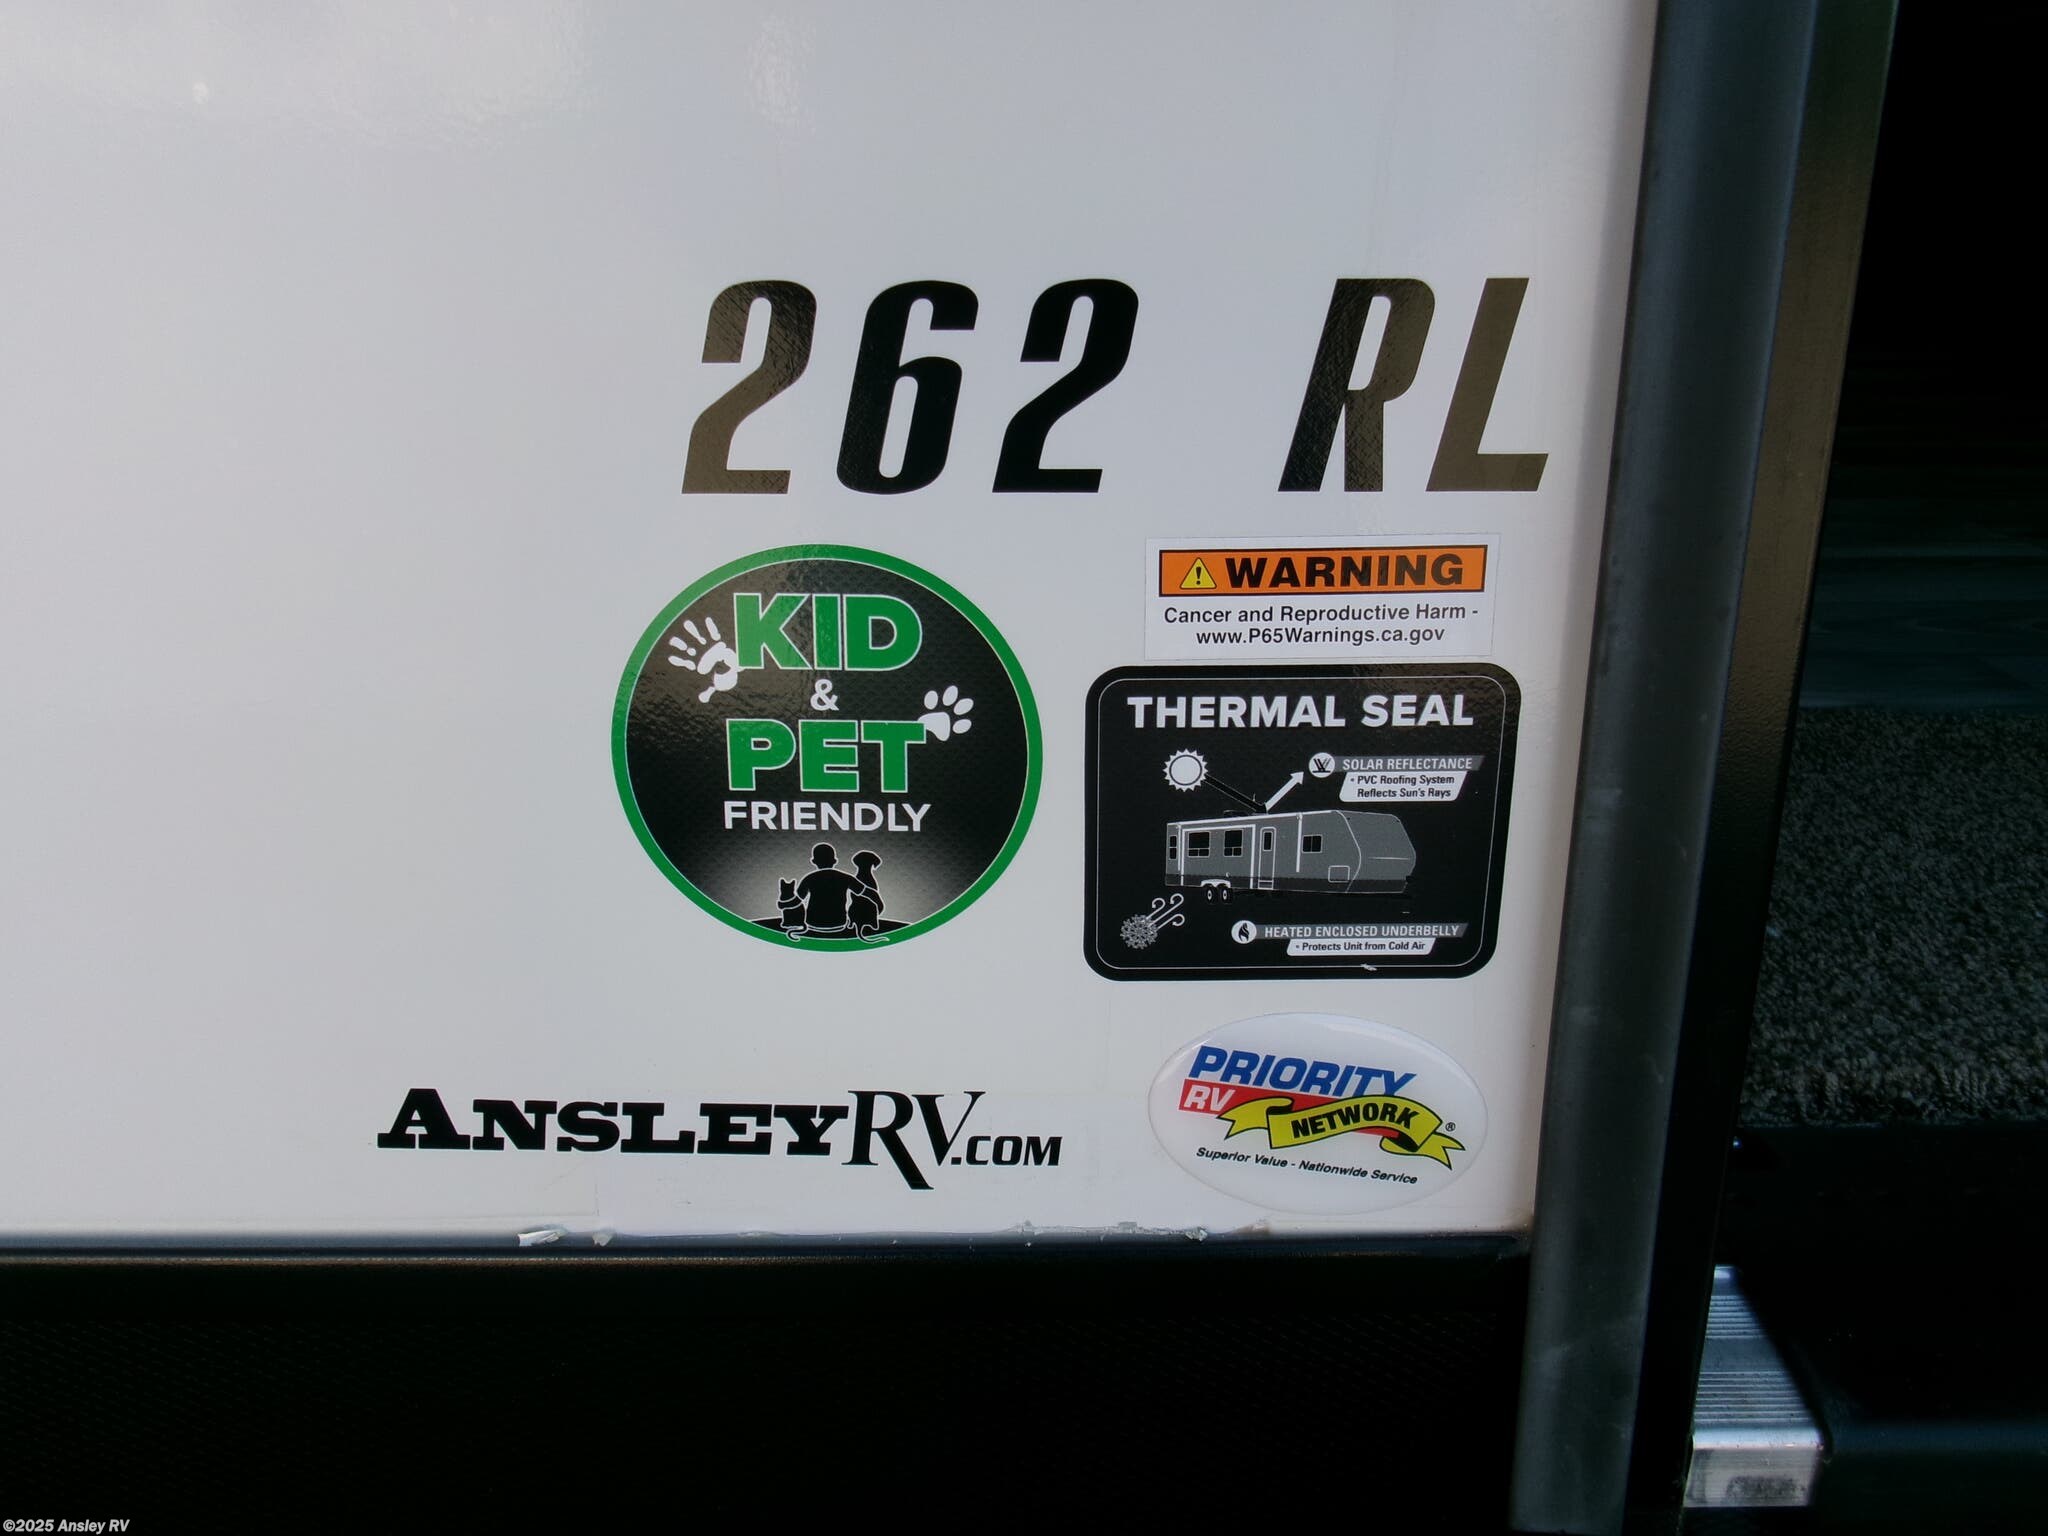 262 RL
KID
&
PET
FRIENDLY
WARNING
Cancer and Reproductive Harm -
www.P65Warnings.ca.gov
THERMAL SEAL
SOLAR REFLECTANCE
• PVC Roofing System
Reflects Sun's Rays
HEATED ENCLOSED UNDERBELLY
• Protects Unit from Cold Air
ANSLEYRV.COM
PRIORITY
RV
NETWORK®
Superior Value - Nationwide Service
©2025 Ansley RV